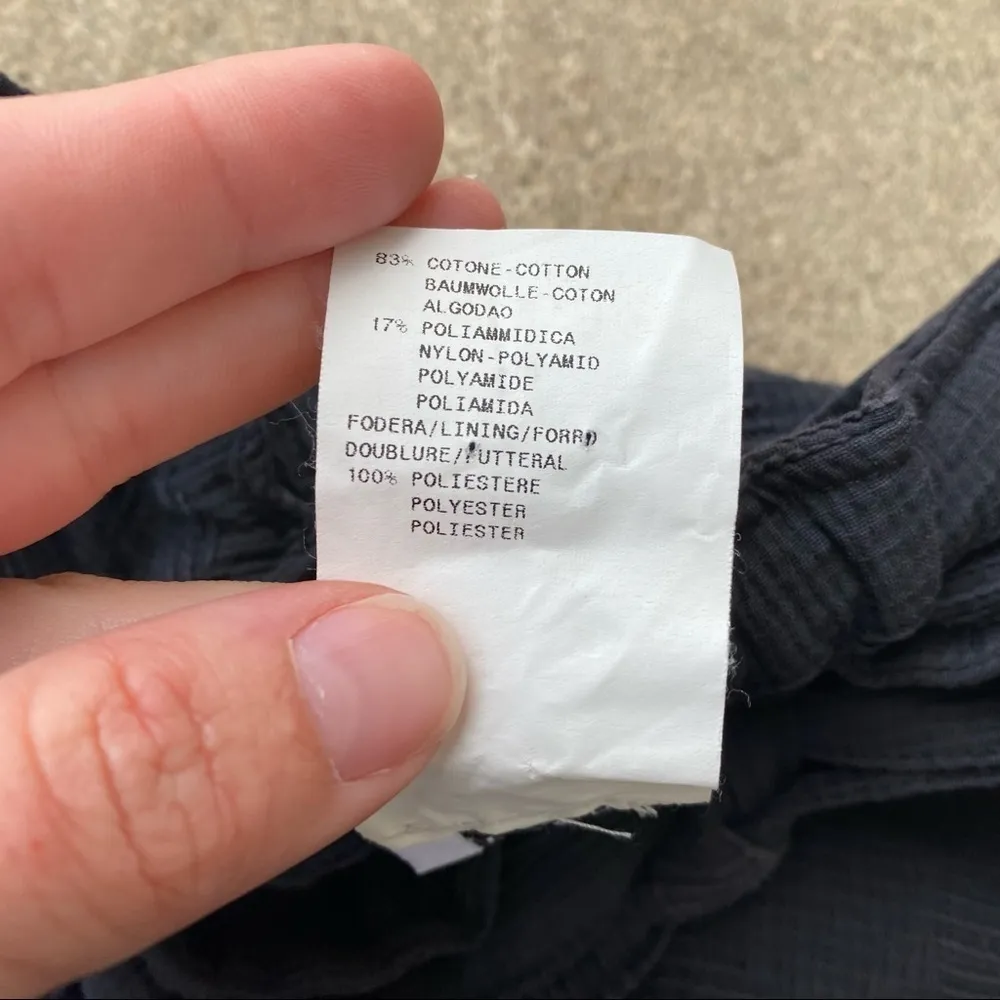 83% COTONE-COTTON
BAUMWOLLE-COTON
ALGODAO
17% POLIAMMIDICA
NYLON-POLYAMID
POLYAMIDE
POLIAMIDA
FODERA/LINING/FORRO
DOUBLURE/FUTTERAL
100% POLIESTERE
POLYESTER
POLIESTER